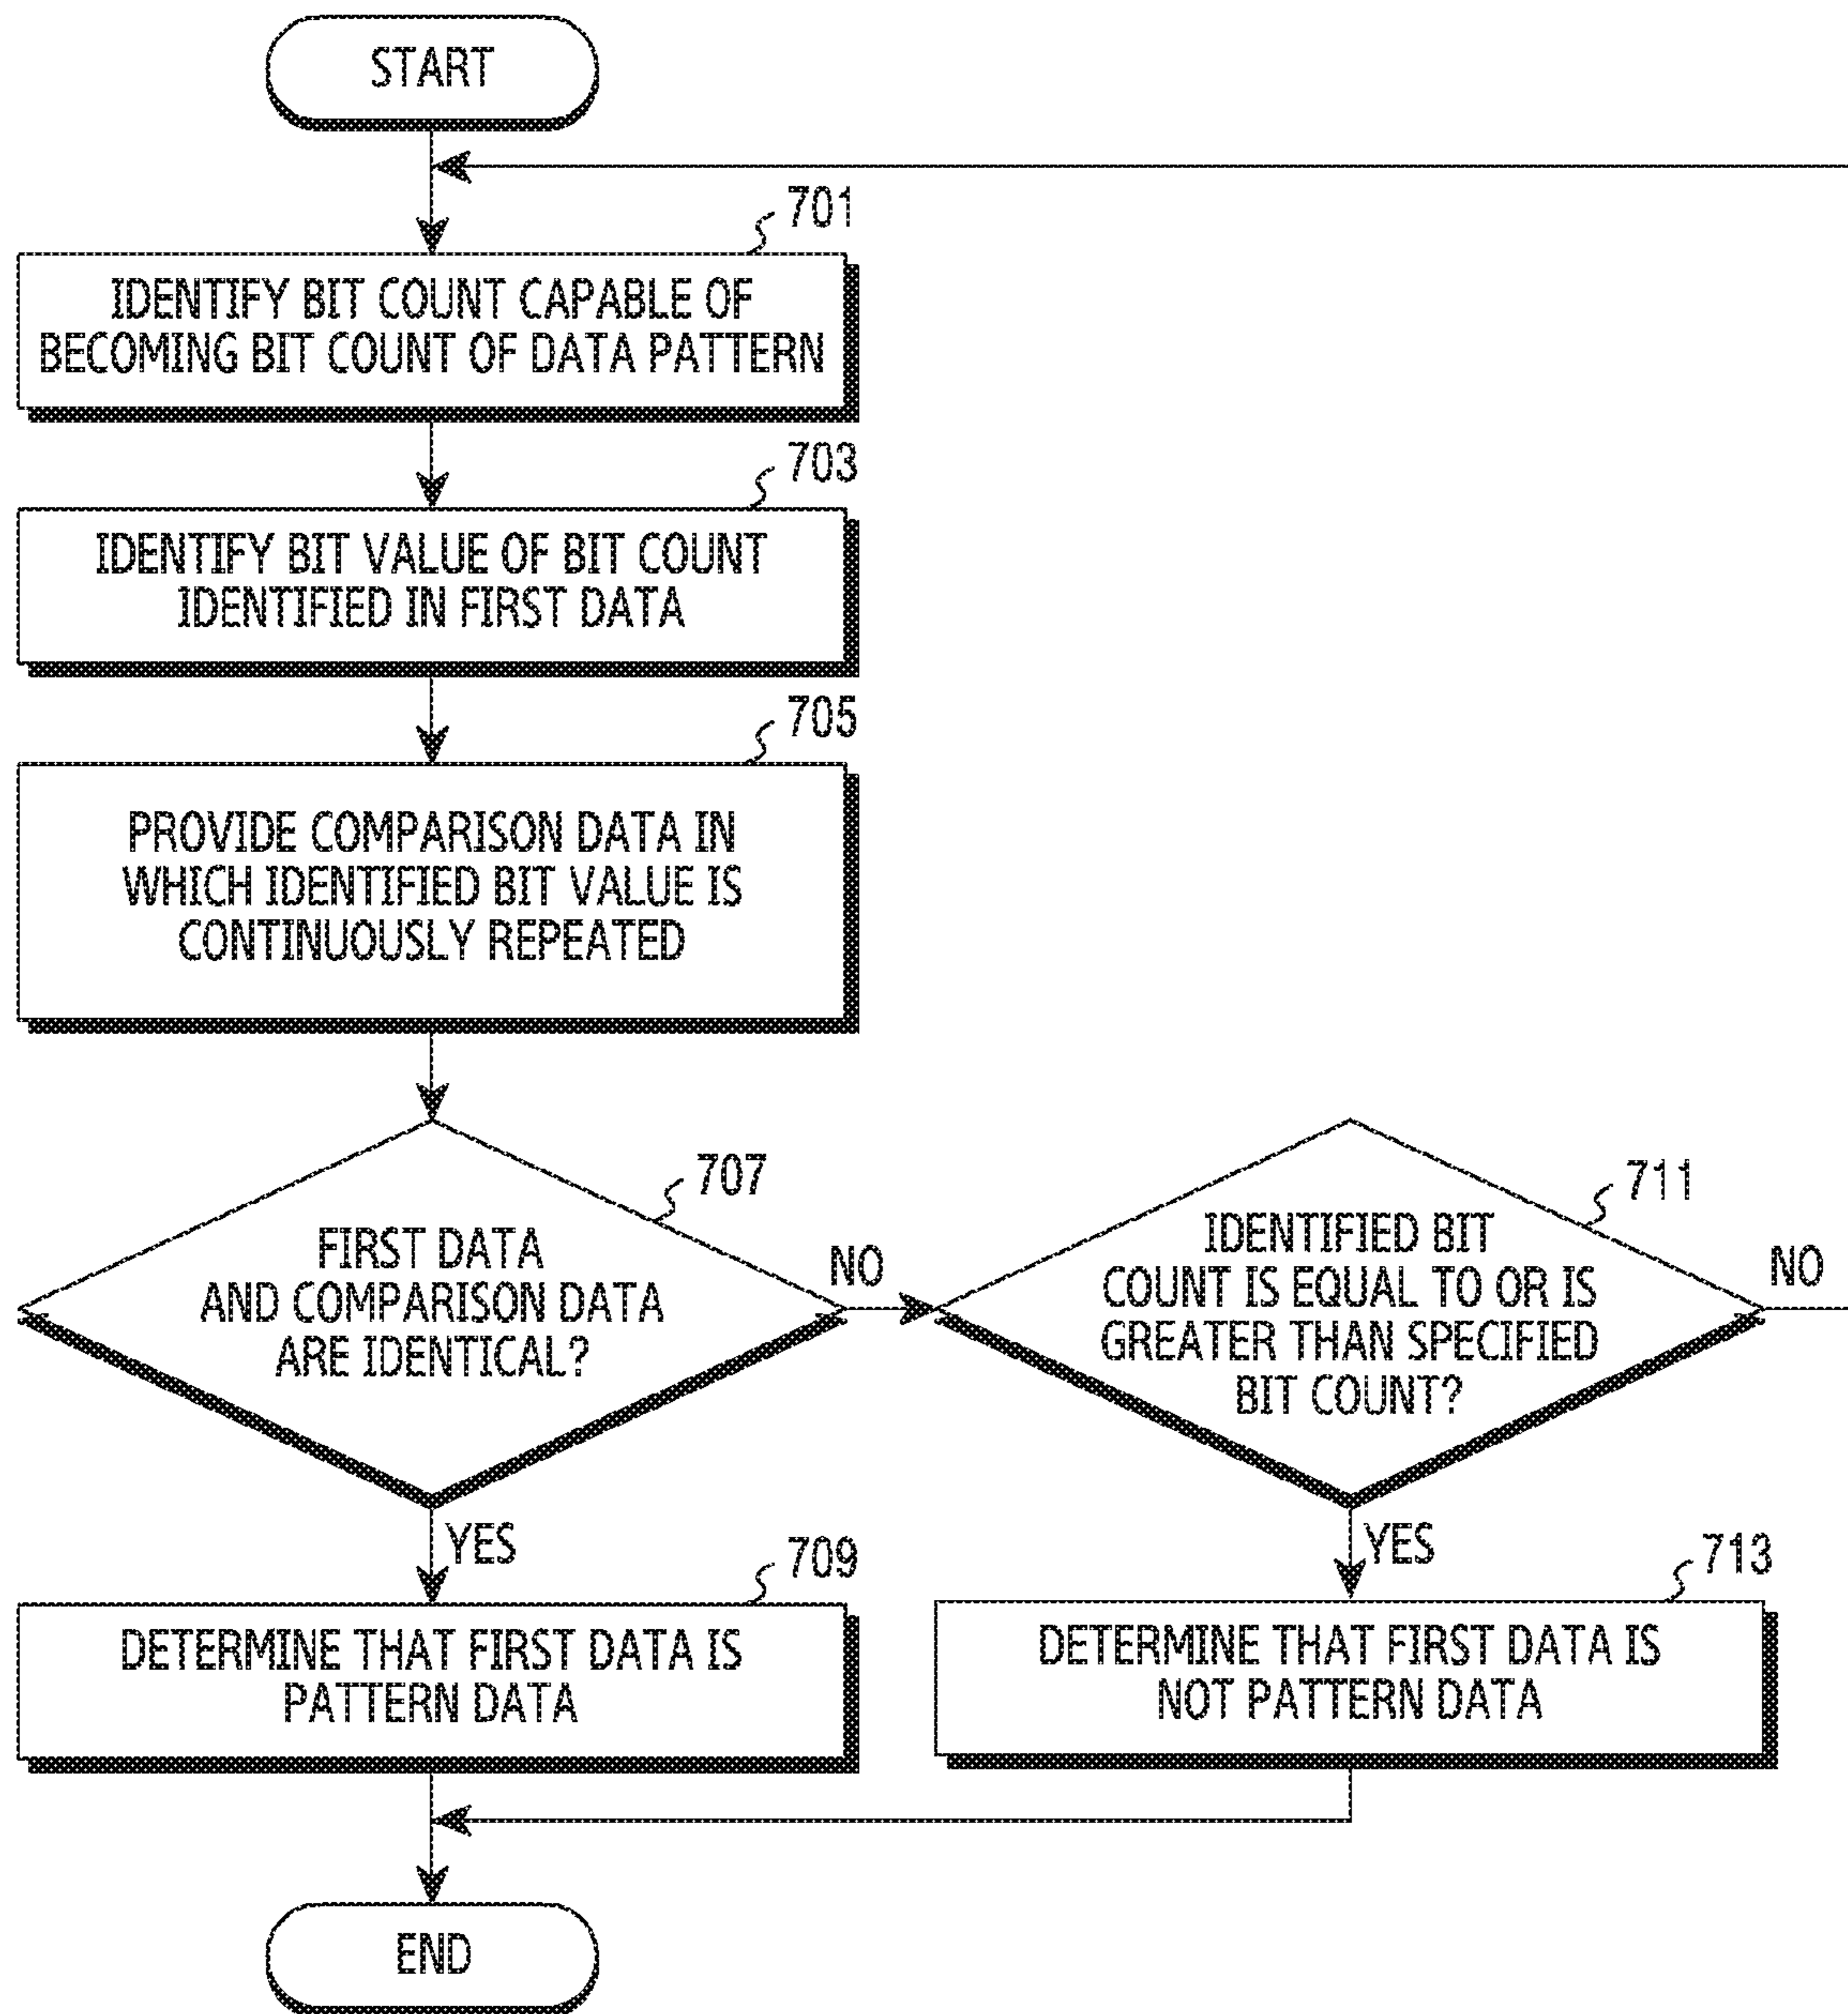 START
701
IDENTIFY BIT COUNT CAPABLE OF
BECOMING BIT COUNT OF DATA PATTERN
703
IDENTIFY BIT VALUE OF BIT COUNT
IDENTIFIED IN FIRST DATA
705
PROVIDE COMPARISON DATA IN
WHICH IDENTIFIED BIT VALUE IS
CONTINUOUSLY REPEATED
707
FIRST DATA
AND COMPARISON DATA
ARE IDENTICAL?
NO
711
IDENTIFIED BIT
COUNT IS EQUAL TO OR IS
GREATER THAN SPECIFIED
BIT COUNT?
NO
YES
709
DETERMINE THAT FIRST DATA IS
PATTERN DATA
YES
713
DETERMINE THAT FIRST DATA IS
NOT PATTERN DATA
END